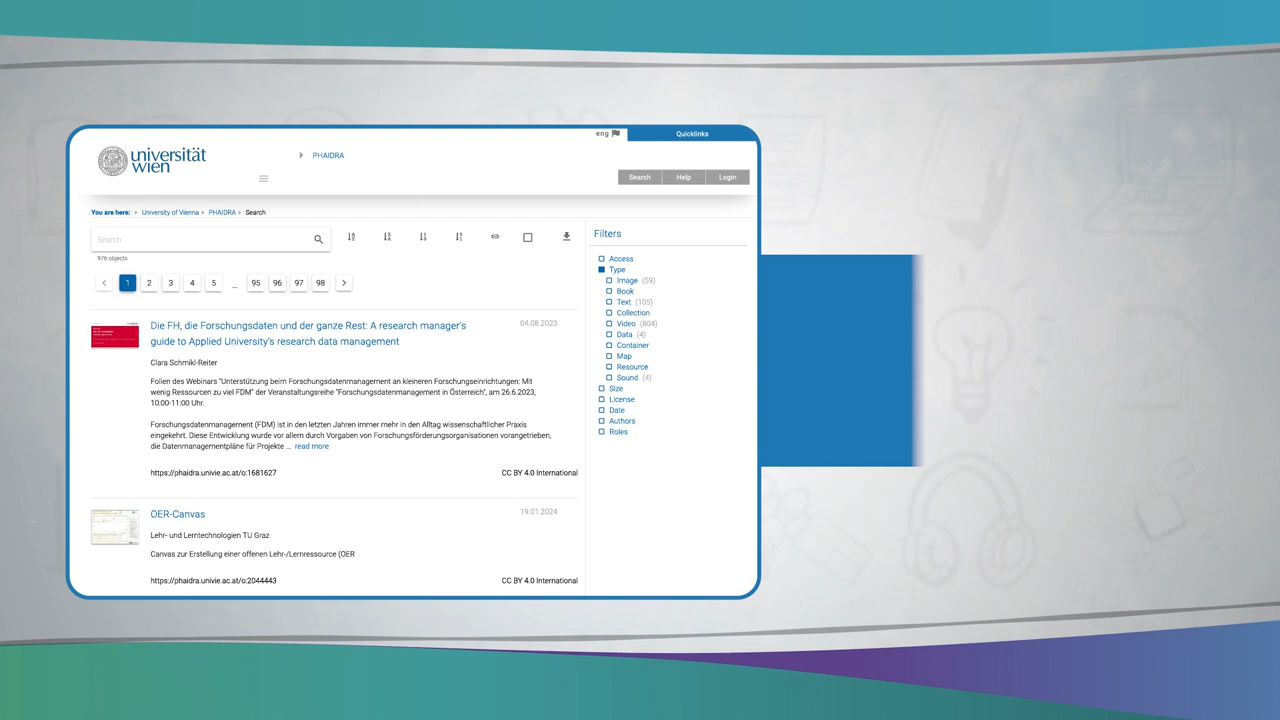 eng
Quicklinks
universität
wien
PHAIDRA
Search
Help
Login
You are here:
University of Vienna
PHAIDRA
Search
Search
976 objects
1
2
3
4
5
...
95
96
97
98
Die FH, die Forschungsdaten und der ganze Rest: A research manager's
guide to Applied University's research data management
04.08.2023
Clara Schmikl-Reiter
Folien des Webinars "Unterstützung beim Forschungsdatenmanagement an kleineren Forschungseinrichtungen: Mit
wenig Ressourcen zu viel FDM" der Veranstaltungsreihe "Forschungsdatenmanagement in Österreich", am 26.6.2023,
10:00-11:00 Uhr.
Forschungsdatenmanagement (FDM) ist in den letzten Jahren immer mehr in den Alltag wissenschaftlicher Praxis
eingekehrt. Diese Entwicklung wurde vor allem durch Vorgaben von Forschungsförderungsorganisationen vorangetrieben,
die Datenmanagementpläne für Projekte ... read more
https://phaidra.univie.ac.at/o:1681627
CC BY 4.0 International
OER-Canvas
19.01.2024
Lehr- und Lerntechnologien TU Graz
Canvas zur Erstellung einer offenen Lehr-/Lernressource (OER
https://phaidra.univie.ac.at/o:2044443
CC BY 4.0 International
Filters
Access
Type
Image (59)
Book
Text (105)
Collection
Video (804)
Data (4)
Container
Map
Resource
Sound (4)
Size
License
Date
Authors
Roles